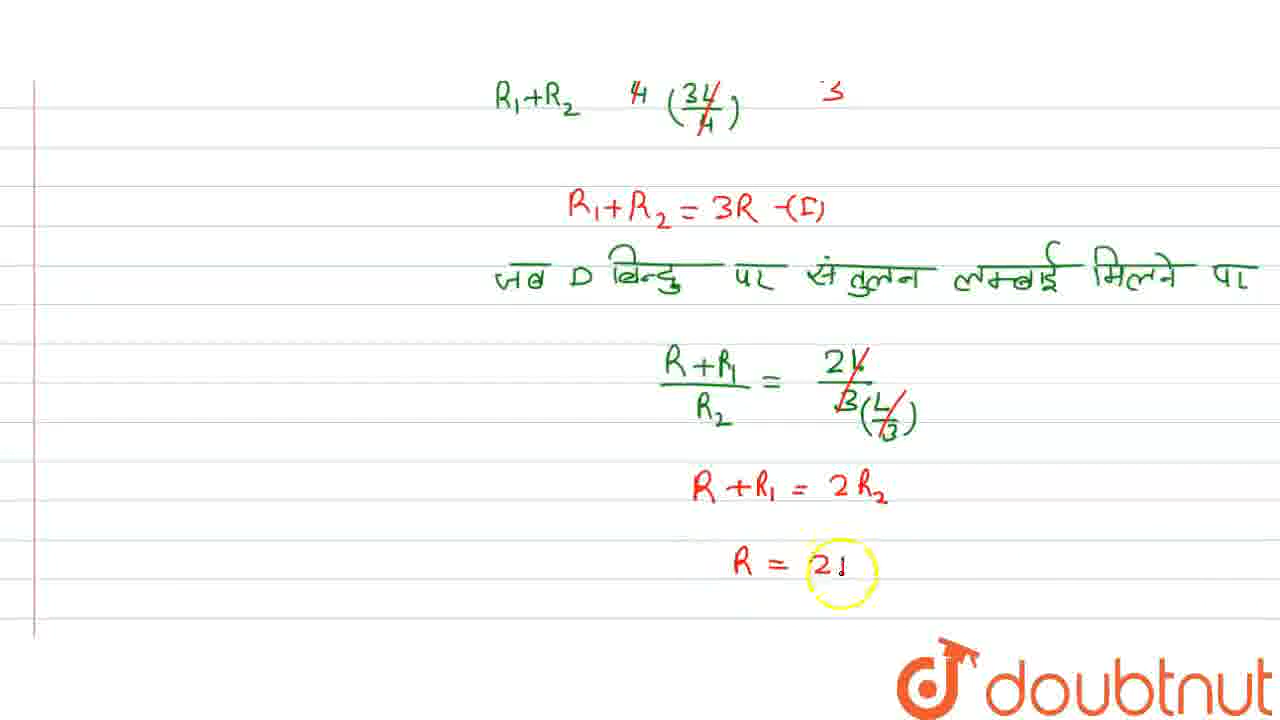 R₁+R₂ 4 (3L/4) 3
R₁+R₂ = 3R -(I)
जब D बिन्दु पर संतुलन लम्बाई मिलने पर
(R+R₁)/R₂ = 2L/3(L/3)
R+R₁ = 2R₂
R = 2
doubtnut